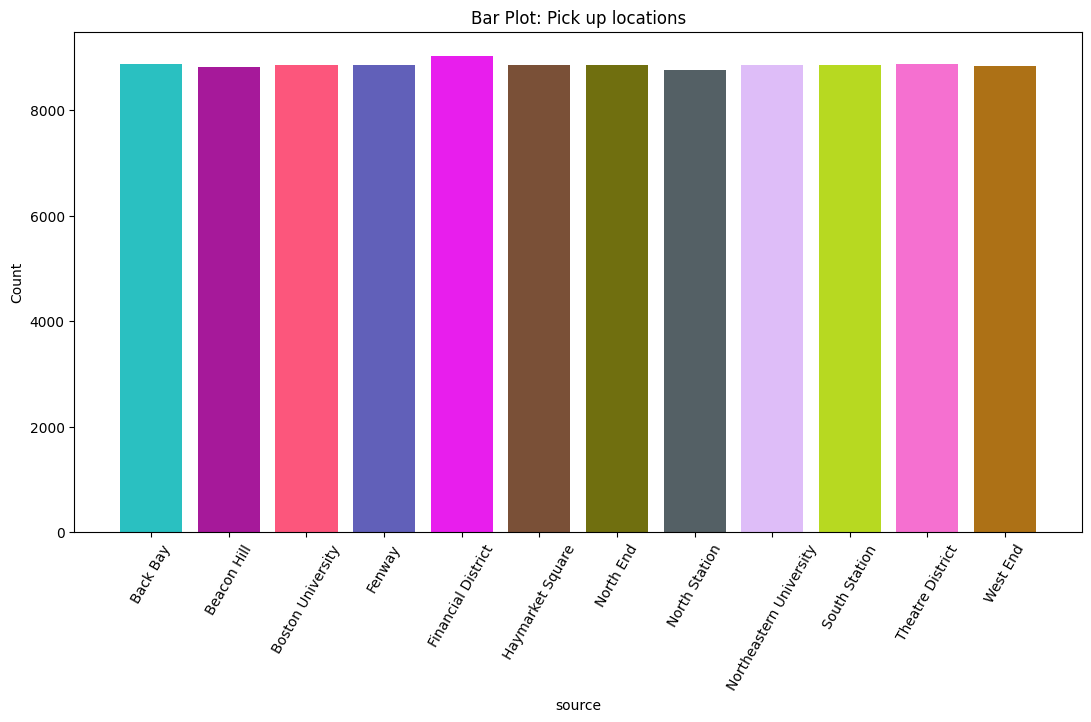 Bar Plot: Pick up locations
Count
8000
6000
4000
2000
0
Back Bay
Beacon Hill
Boston University
Fenway
Financial District
Haymarket Square
North End
North Station
Northeastern University
South Station
Theatre District
West End
source